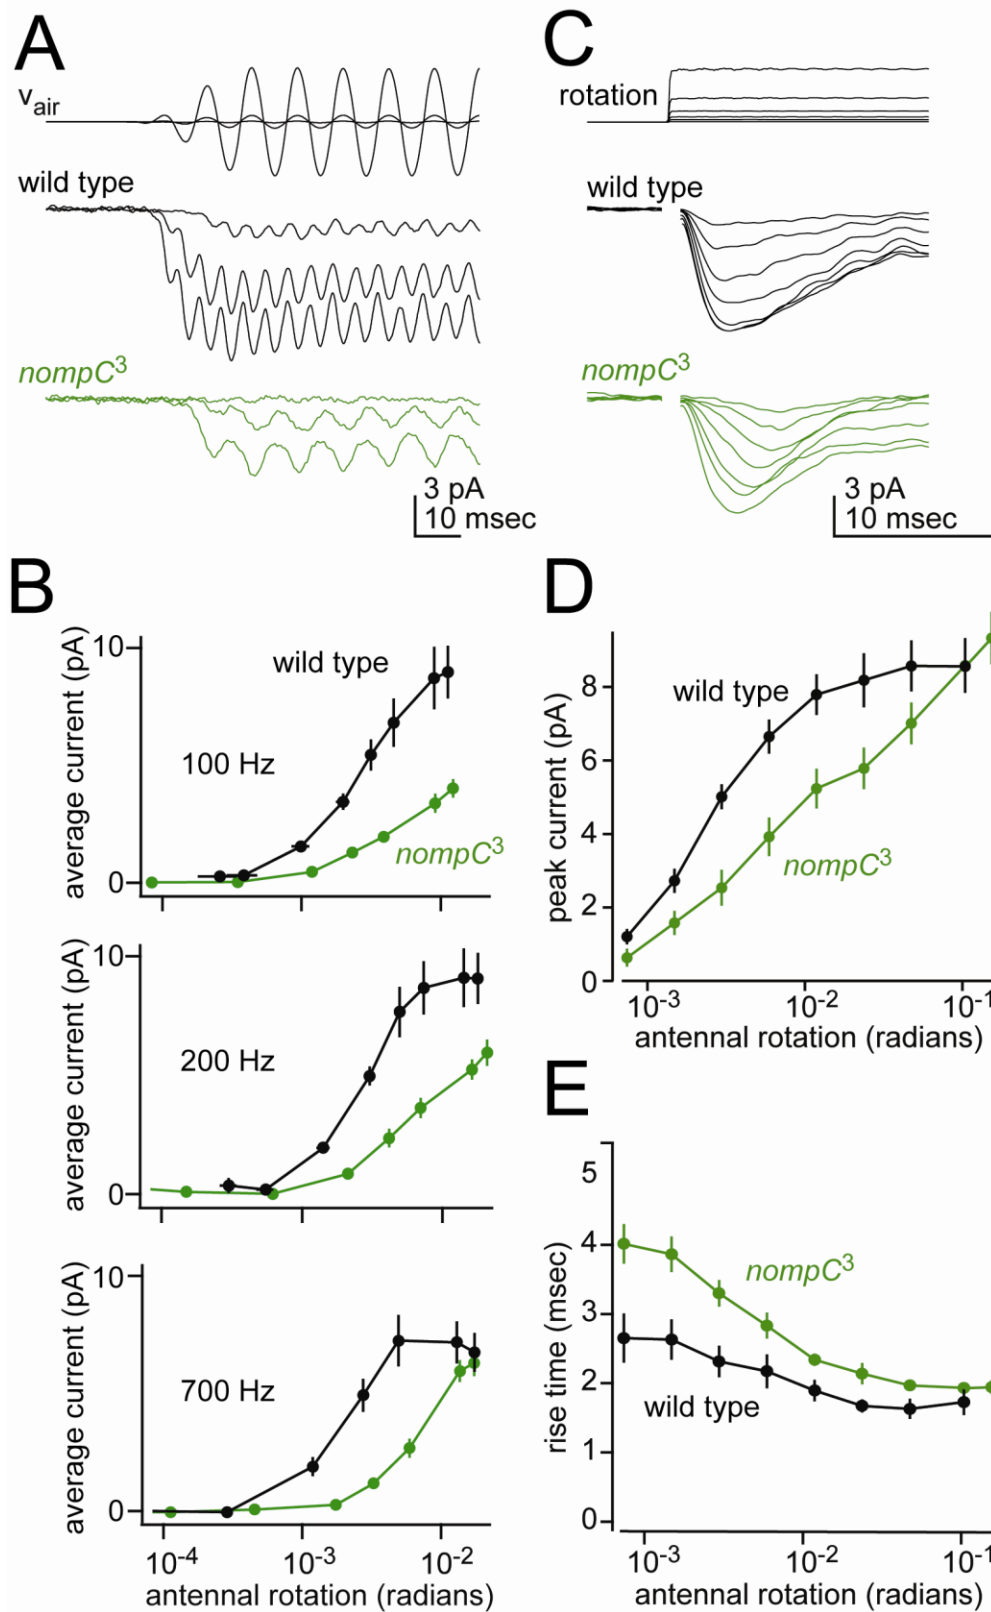 A
v_air
wild type
nompC³
3 pA
10 msec
C
rotation
wild type
nompC³
3 pA
10 msec
B
average current (pA)
10
0
wild type
100 Hz
nompC³
average current (pA)
10
0
200 Hz
average current (pA)
10
0
700 Hz
10⁻⁴ 10⁻³ 10⁻²
antennal rotation (radians)
D
peak current (pA)
8
6
4
2
0
wild type
nompC³
10⁻³ 10⁻² 10⁻¹
antennal rotation (radians)
E
rise time (msec)
5
4
3
2
1
0
nompC³
wild type
10⁻³ 10⁻² 10⁻¹
antennal rotation (radians)